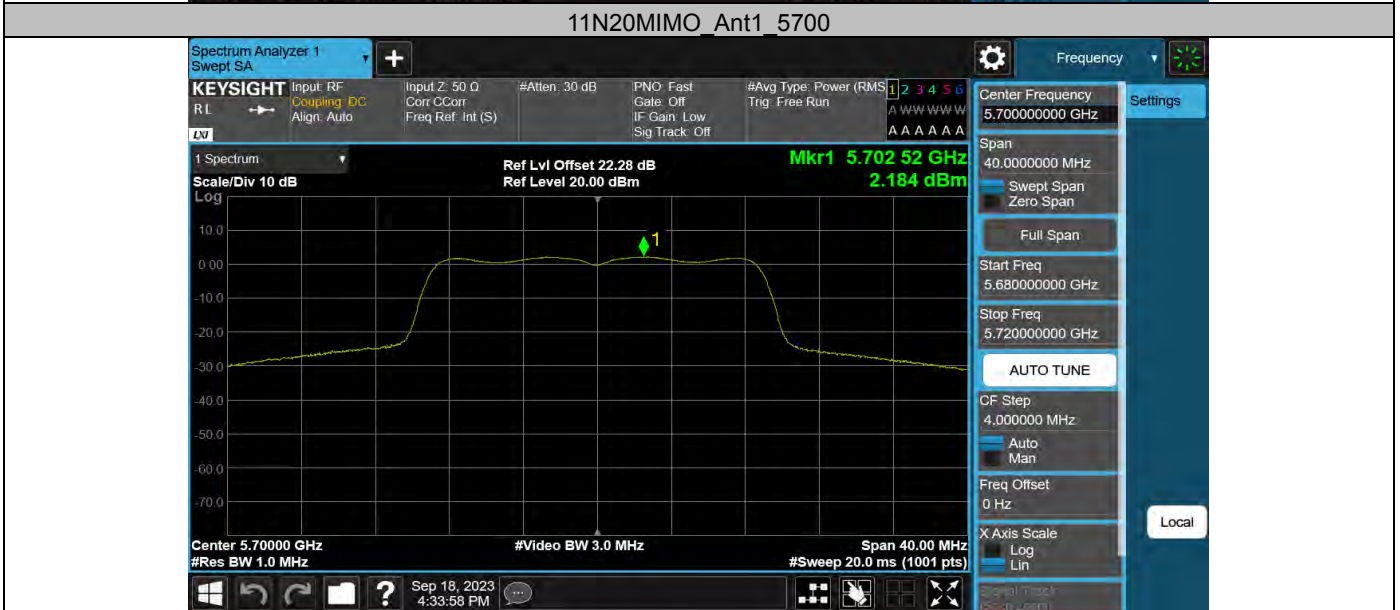 11N20MIMO_Ant1_5700
Spectrum Analyzer 1
Swept SA
Frequency
KEYSIGHT
RL
LXI
Input: RF
Coupling: DC
Align: Auto
Input Z: 50 Ω
Corr CCorr
Freq Ref: Int (S)
#Atten: 30 dB
PNO: Fast
Gate: Off
IF Gain: Low
Sig Track: Off
#Avg Type: Power (RMS
Trig: Free Run
1 2 3 4 5 6
A W W W W W
A A A A A A
1 Spectrum
Scale/Div 10 dB
Ref Lvl Offset 22.28 dB
Ref Level 20.00 dBm
Mkr1 5.702 52 GHz
2.184 dBm
Log
10.0
0.00
-10.0
-20.0
-30.0
-40.0
-50.0
-60.0
-70.0
1
Center 5.70000 GHz
#Res BW 1.0 MHz
#Video BW 3.0 MHz
Span 40.00 MHz
#Sweep 20.0 ms (1001 pts)
?
Sep 18, 2023
4:33:58 PM
Center Frequency
5.700000000 GHz
Settings
Span
40.0000000 MHz
Swept Span
Zero Span
Full Span
Start Freq
5.680000000 GHz
Stop Freq
5.720000000 GHz
AUTO TUNE
CF Step
4.000000 MHz
Auto
Man
Freq Offset
0 Hz
Local
X Axis Scale
Log
Lin
Signal Track